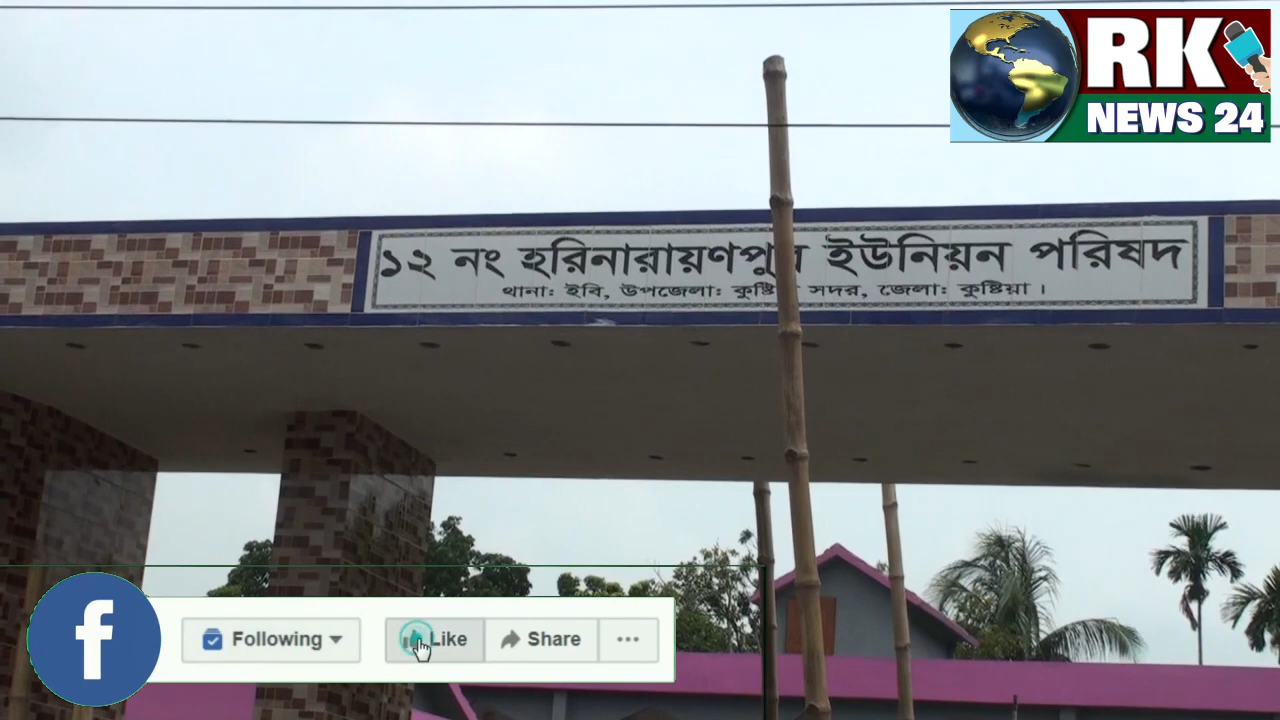 RK
NEWS 24
১২ নং হরিনারায়ণপুর ইউনিয়ন পরিষদ
থানাঃ ইবি, উপজেলাঃ কুষ্টিয়া সদর, জেলাঃ কুষ্টিয়া।
f Following Like Share